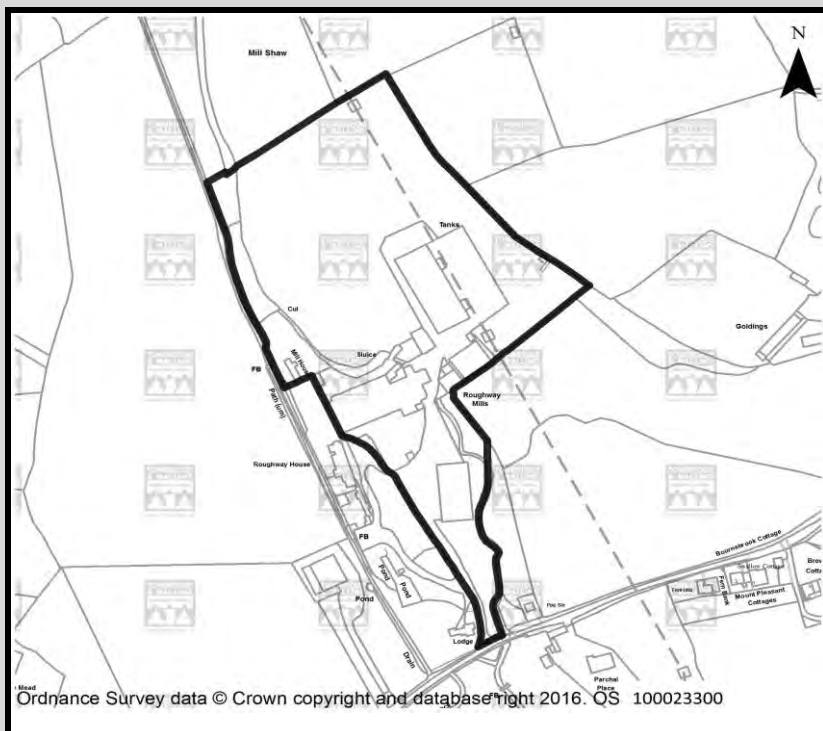 N
Mill Shaw
Tanks
Goldings
Cul
Sluice
Mill House
FB
Path (um)
Roughway
Mills
Roughway House
FB
Pond
Pond
Pond
Bournebrook Cottage
Fern Bank
Mount Pleasant
Cottages
Lodge
Drain
Parchal
Place
Mead
Ordnance Survey data © Crown copyright and database right 2016. OS 100023300